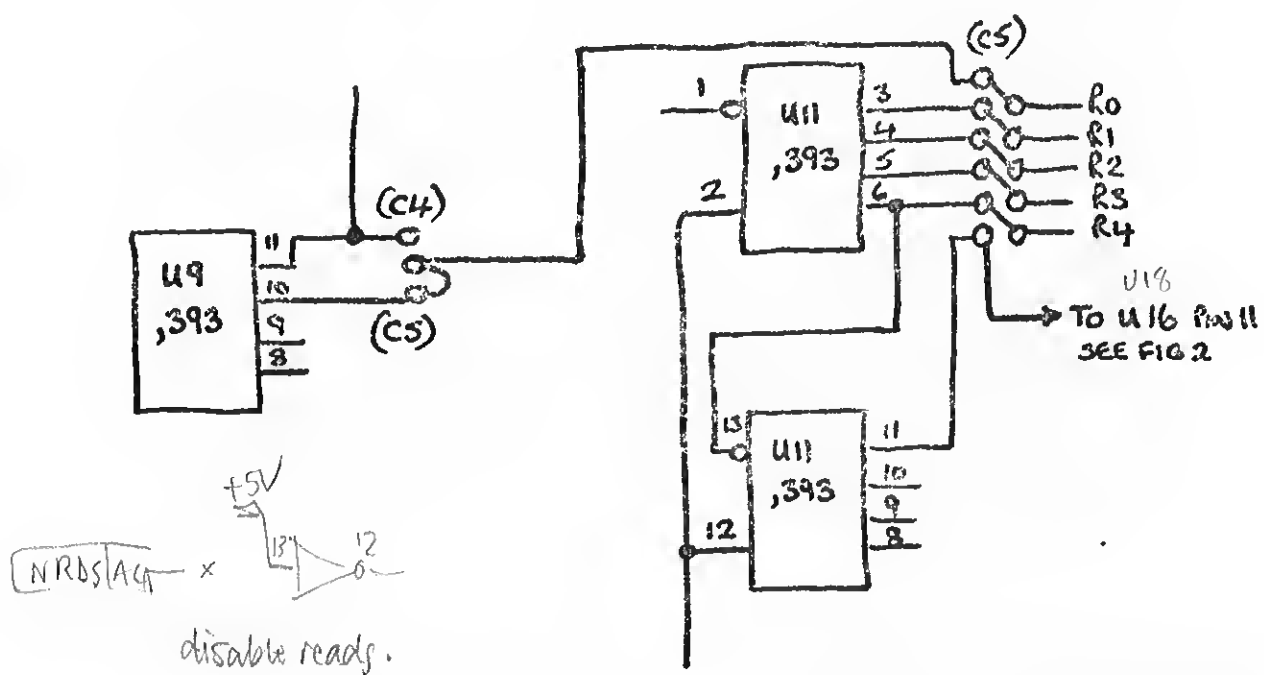 (C5)
1
U11
,393
3
4
5
6
2
R0
R1
R2
R3
R4
(C4)
11
10
9
8
U9
,393
(C5)
U18
TO U16 PIN 11
SEE FIG 2
13
U11
,393
12
11
10
9
8
+5V
13
12
NRDS A4 x
disable reads.